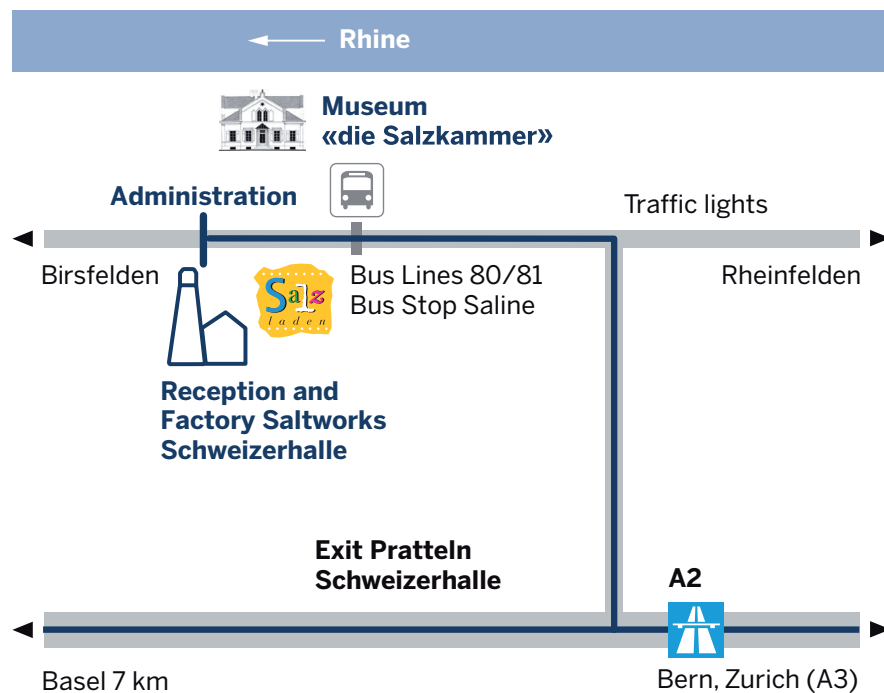 Rhine
Museum
«die Salzkammer»
Administration
Traffic lights
Birsfelden
Salz
laden
Bus Lines 80/81
Bus Stop Saline
Rheinfelden
Reception and
Factory Saltworks
Schweizerhalle
Exit Pratteln
Schweizerhalle
A2
Basel 7 km
Bern, Zurich (A3)